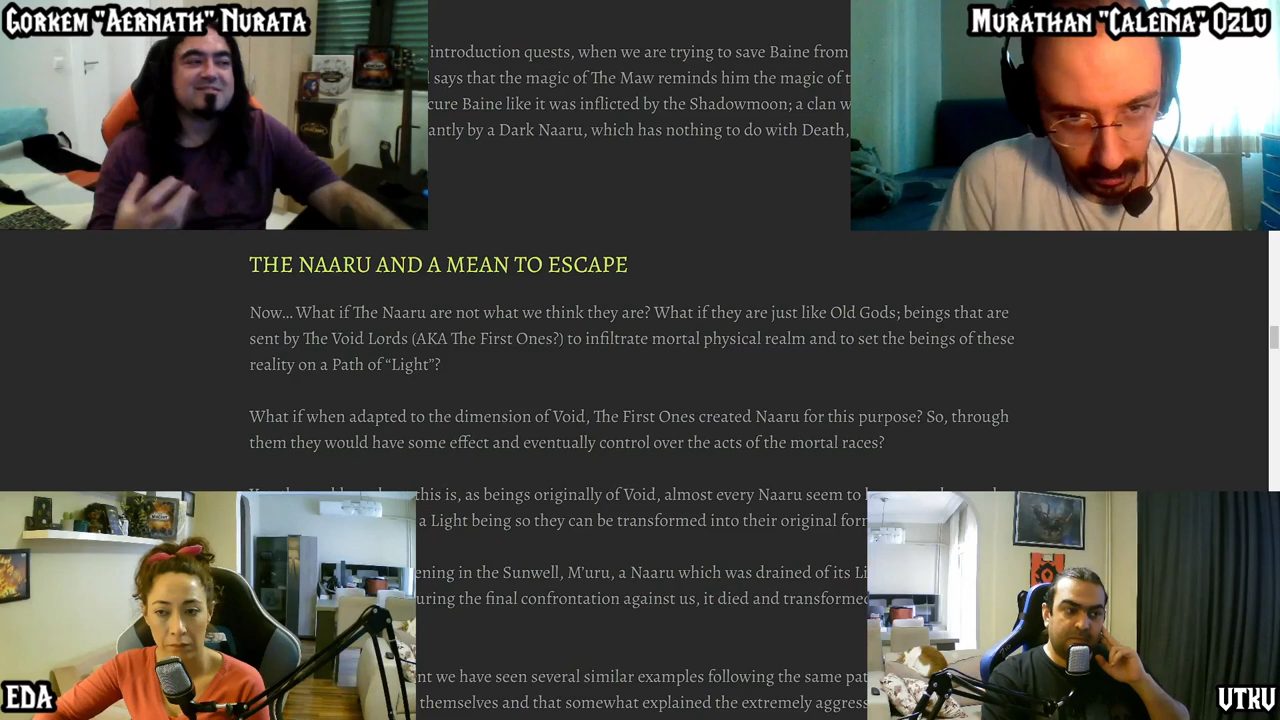 GORKEM "AERNATH" NURATA
MURATHAN "CALEINA" OZLU
introduction quests, when we are trying to save Baine from
says that the magic of The Maw reminds him the magic of t
cure Baine like it was inflicted by the Shadowmoon; a clan w
antly by a Dark Naaru, which has nothing to do with Death,
THE NAARU AND A MEAN TO ESCAPE
Now... What if The Naaru are not what we think they are? What if they are just like Old Gods; beings that are
sent by The Void Lords (AKA The First Ones?) to infiltrate mortal physical realm and to set the beings of these
reality on a Path of “Light”?
What if when adapted to the dimension of Void, The First Ones created Naaru for this purpose? So, through
them they would have some effect and eventually control over the acts of the mortal races?
this is, as beings originally of Void, almost every Naaru seem to
a Light being so they can be transformed into their original for
ening in the Sunwell, M’uru, a Naaru which was drained of its Li
uring the final confrontation against us, it died and transformed
nt we have seen several similar examples following the same pat
themselves and that somewhat explained the extremely aggress
EDA
UTKU